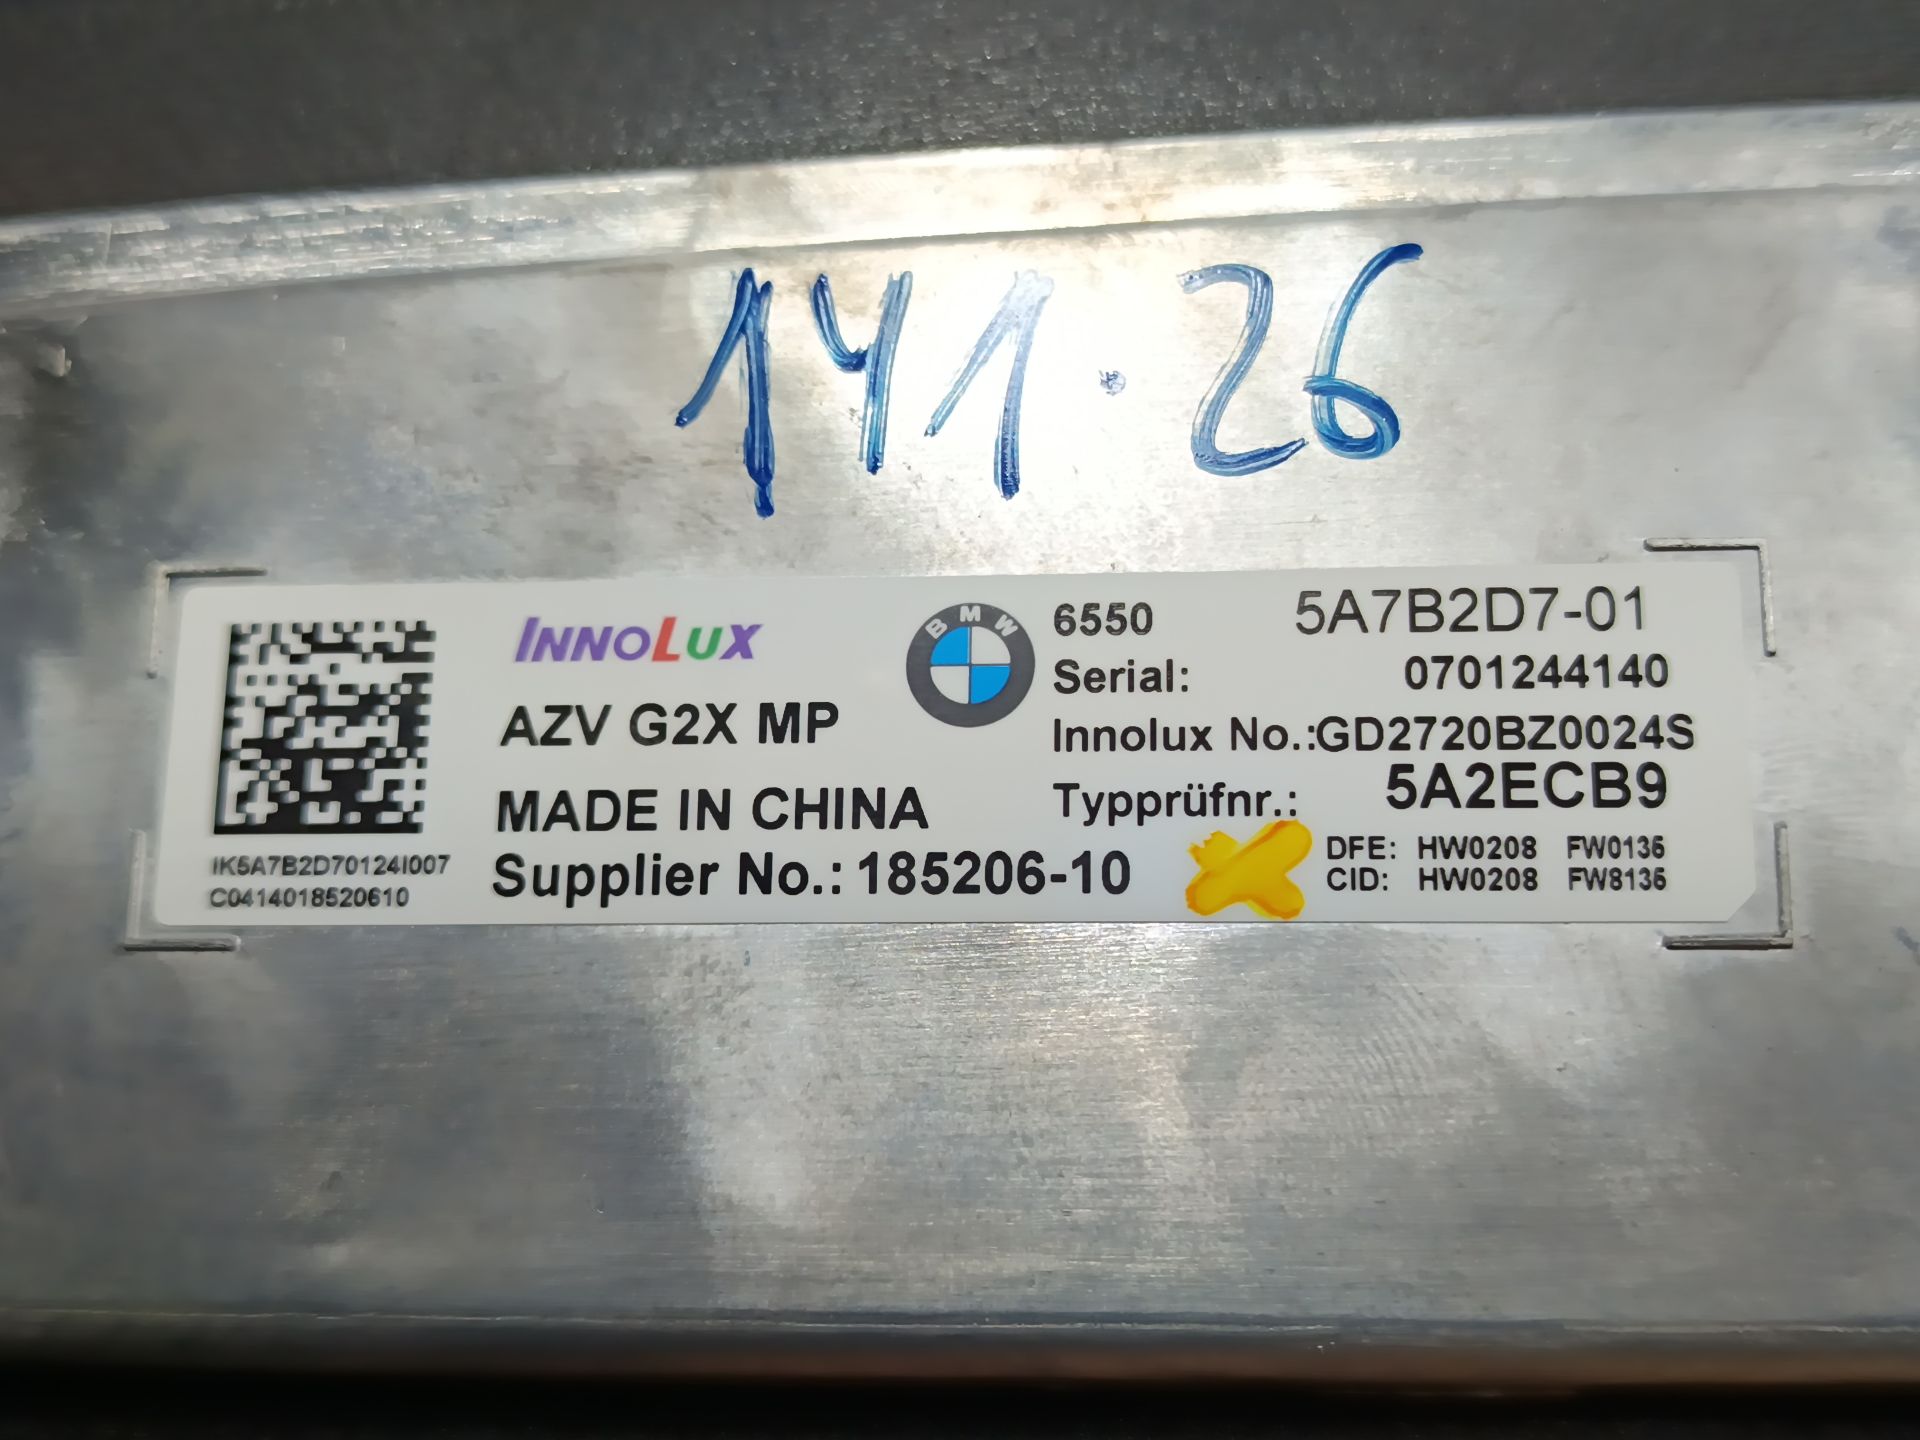 141.26
INNOLUX
BMW
6550 5A7B2D7-01
Serial: 0701244140
AZV G2X MP
Innolux No.:GD2720BZ0024S
MADE IN CHINA
Typprüfnr.: 5A2ECB9
IK5A7B2D70124I007
C0414018520610
Supplier No.: 185206-10
DFE: HW0208 FW0136
CID: HW0208 FW8136